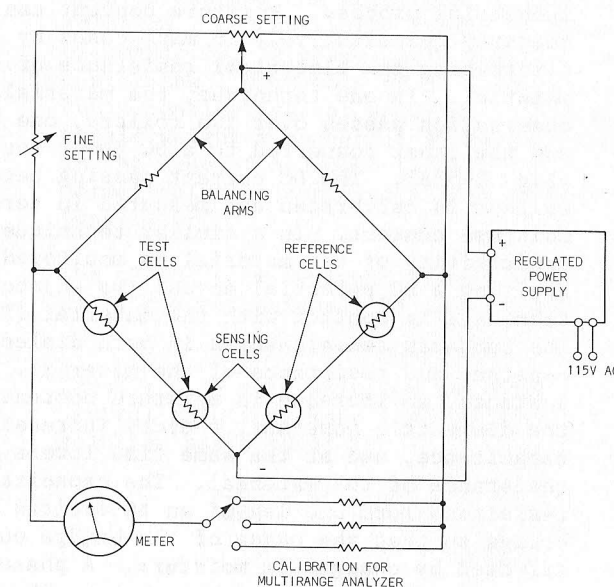 COARSE SETTING
+
FINE
SETTING
BALANCING
ARMS
TEST
CELLS
REFERENCE
CELLS
+
REGULATED
POWER
SUPPLY
-
SENSING
CELLS
115V AC
-
METER
CALIBRATION FOR
MULTIRANGE ANALYZER